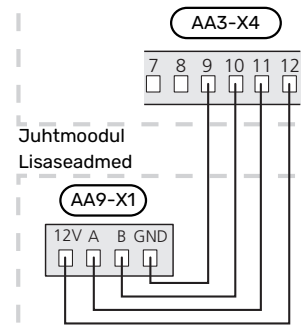 AA3-X4
7 8 9 10 11 12
Juhtmoodul
Lisaseadmed
AA9-X1
12V A B GND